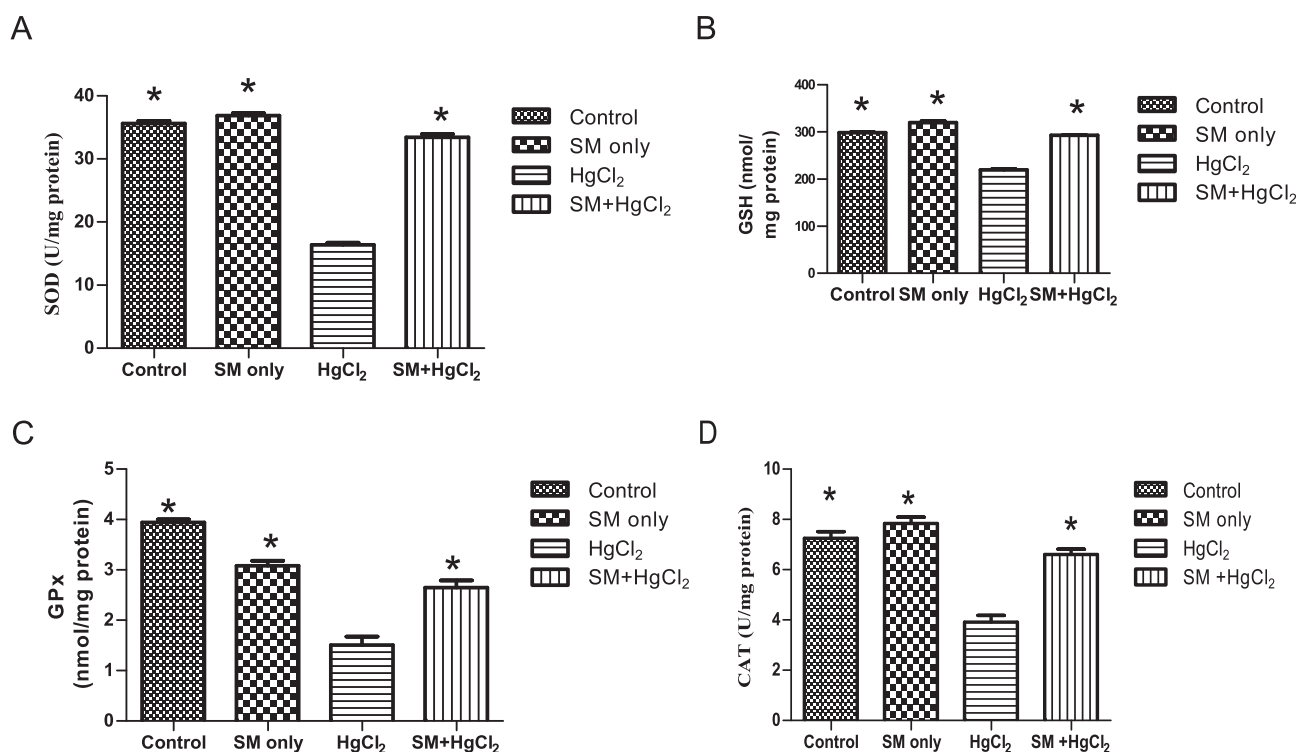 A
SOD (U/mg protein)
40
30
20
10
0
*
*
*
Control
SM only
HgCl₂
SM+HgCl₂
Control
SM only
HgCl₂
SM+HgCl₂
B
GSH (nmol/
mg protein)
400
300
200
100
0
*
*
*
Control
SM only
HgCl₂
SM+HgCl₂
Control
SM only
HgCl₂
SM+HgCl₂
C
GPx
(nmol/mg protein)
5
4
3
2
1
0
*
*
*
Control
SM only
HgCl₂
SM+HgCl₂
Control
SM only
HgCl₂
SM+HgCl₂
D
CAT (U/mg protein)
10
8
6
4
2
0
*
*
*
Control
SM only
HgCl₂
SM +HgCl₂
Control
SM only
HgCl₂
SM +HgCl₂